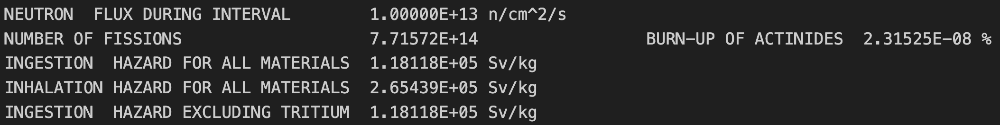 NEUTRON  FLUX DURING INTERVAL        1.00000E+13 n/cm^2/s
NUMBER OF FISSIONS                   7.71572E+14                 BURN-UP OF ACTINIDES  2.31525E-08 %
INGESTION  HAZARD FOR ALL MATERIALS  1.18118E+05 Sv/kg
INHALATION HAZARD FOR ALL MATERIALS  2.65439E+05 Sv/kg
INGESTION  HAZARD EXCLUDING TRITIUM  1.18118E+05 Sv/kg